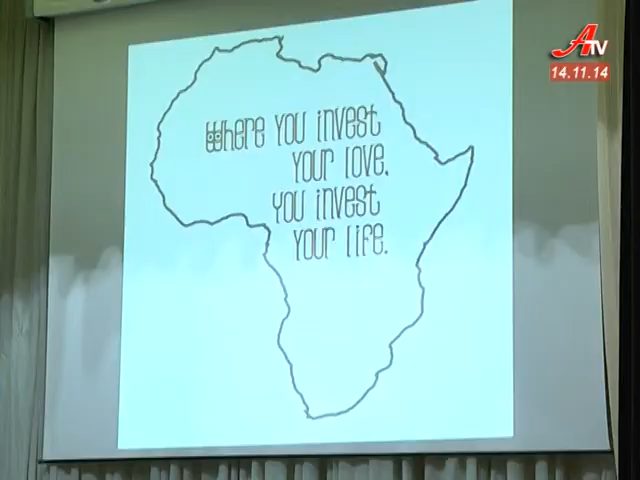 ATV
14.11.14
Where you invest
your love,
you invest
your life.